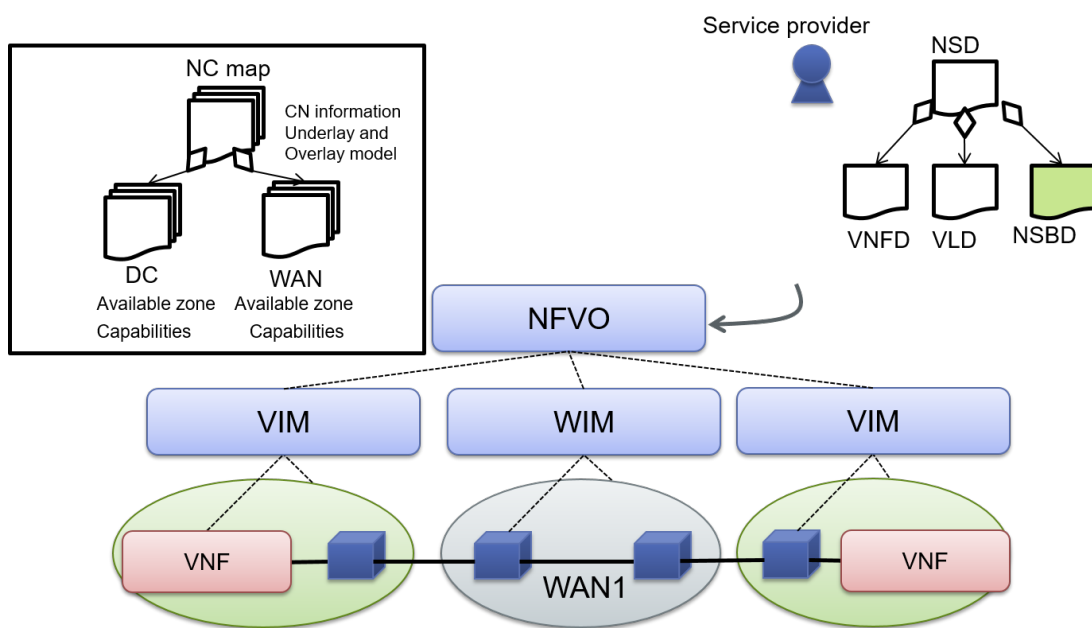 Service provider
NSD
NC map
CN information
Underlay and
Overlay model
VNFD
VLD
NSBD
DC
WAN
Available zone
Available zone
Capabilities
Capabilities
NFVO
VIM
WIM
VIM
VNF
VNF
WAN1